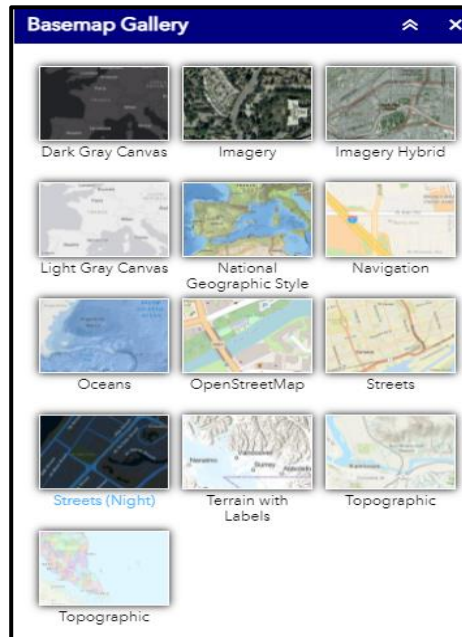 Basemap Gallery
Dark Gray Canvas
Imagery
Imagery Hybrid
Light Gray Canvas
National
Geographic Style
Navigation
Oceans
OpenStreetMap
Streets
Streets (Night)
Terrain with
Labels
Topographic
Topographic